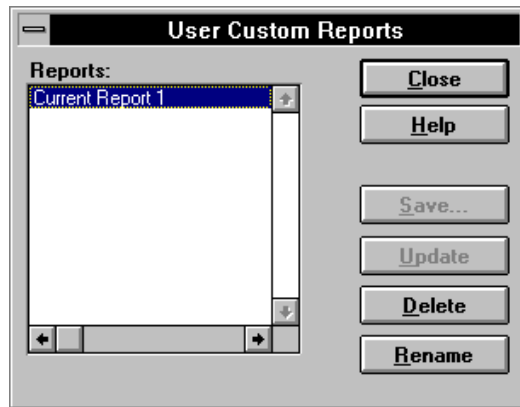 User Custom Reports
Reports:
Current Report 1
Close
Help
Save...
Update
Delete
Rename